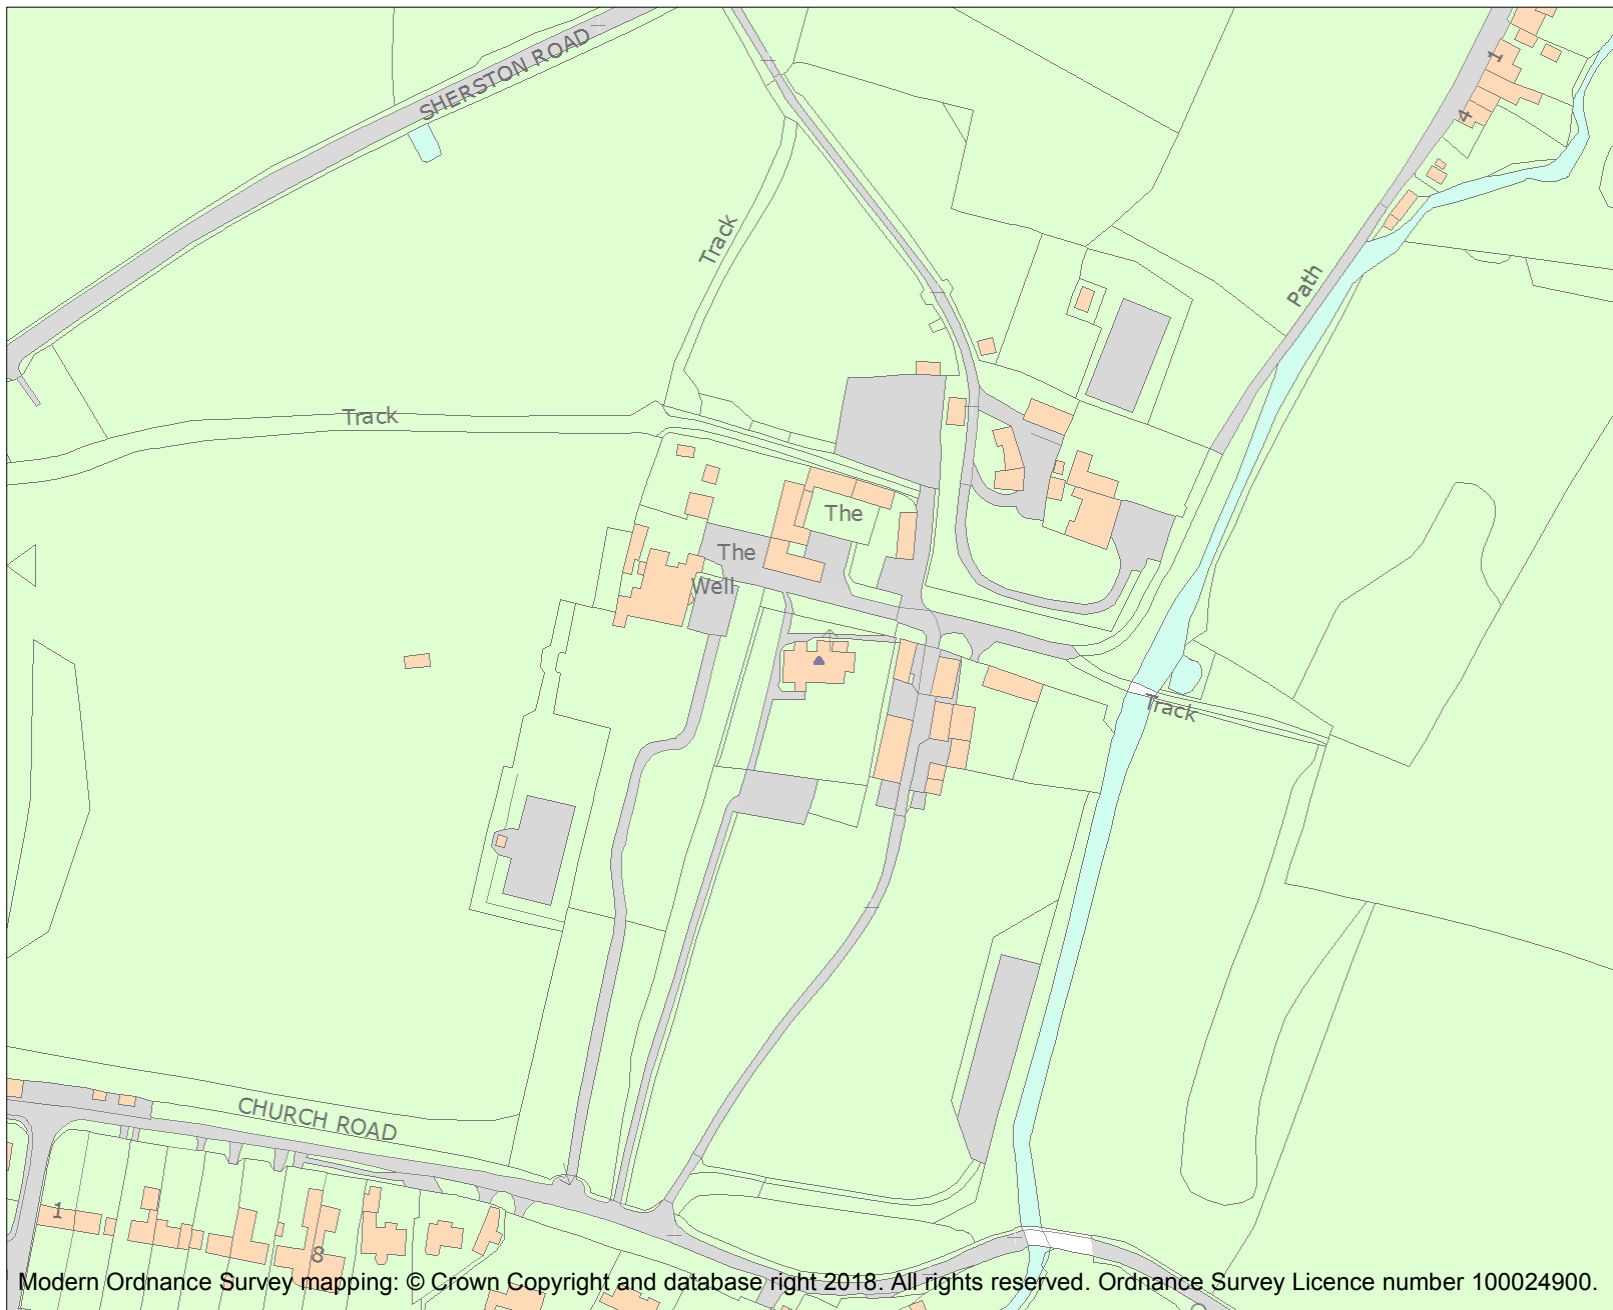 SHERSTON ROAD
1
4
Track
Path
Track
The
The
Well
Track
CHURCH ROAD
1
8
Modern Ordnance Survey mapping: © Crown Copyright and database right 2018. All rights reserved. Ordnance Survey Licence number 100024900.